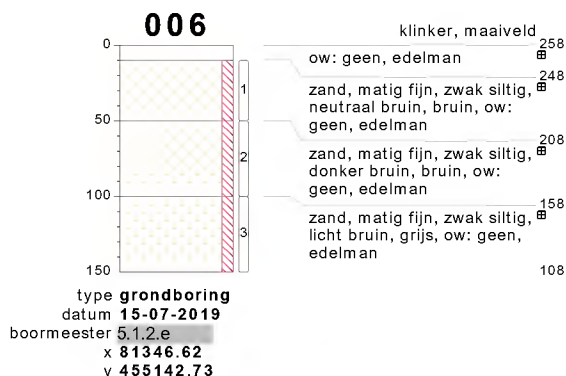 006
klinker, maaiveld
0
258
ow: geen, edelman
248
1
zand, matig fijn, zwak siltig,
neutraal bruin, bruin, ow:
geen, edelman
50
208
2
zand, matig fijn, zwak siltig,
donker bruin, bruin, ow:
geen, edelman
100
158
3
zand, matig fijn, zwak siltig,
licht bruin, grijs, ow: geen,
edelman
150
108
type grondboring
datum 15-07-2019
boormeester 5.1.2.e
x 81346.62
y 455142.73